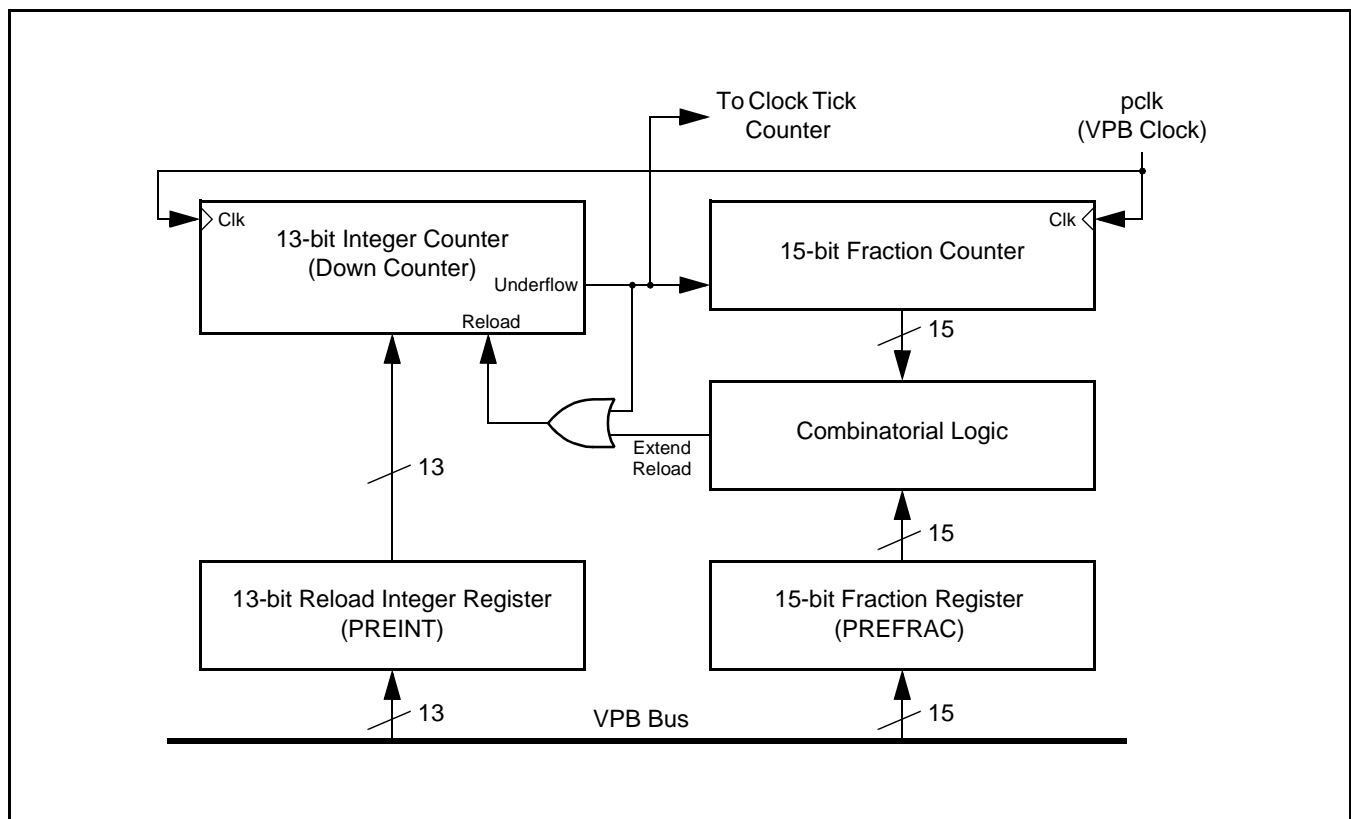 To Clock Tick
Counter
pclk
(VPB Clock)
Clk
13-bit Integer Counter
(Down Counter)
Underflow
Reload
Clk
15-bit Fraction Counter
15
Combinatorial Logic
Extend
Reload
13
15
13-bit Reload Integer Register
(PREINT)
15-bit Fraction Register
(PREFRAC)
13
VPB Bus
15